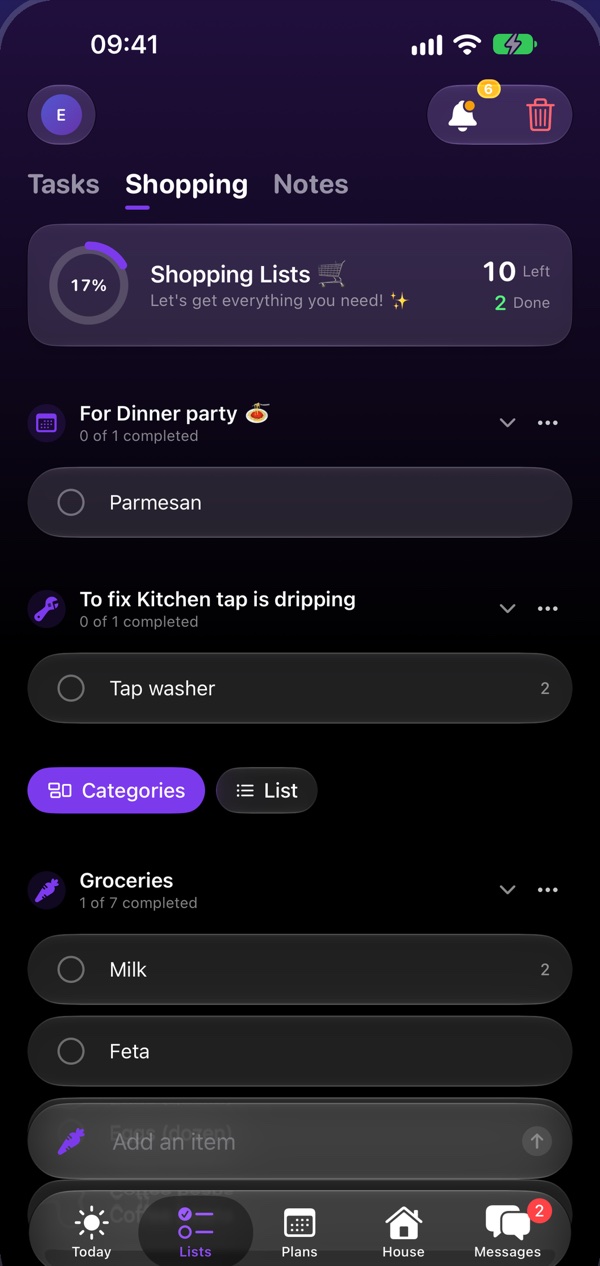 09:41
E
6
Tasks Shopping Notes
17%
Shopping Lists 🛒
10 Left
Let's get everything you need! ✨
2 Done
For Dinner party 🍝
0 of 1 completed
Parmesan
To fix Kitchen tap is dripping
0 of 1 completed
Tap washer 2
Categories List
Groceries
1 of 7 completed
Milk 2
Feta
Eggs (dozen)
Add an item
2
Today Lists Plans House Messages